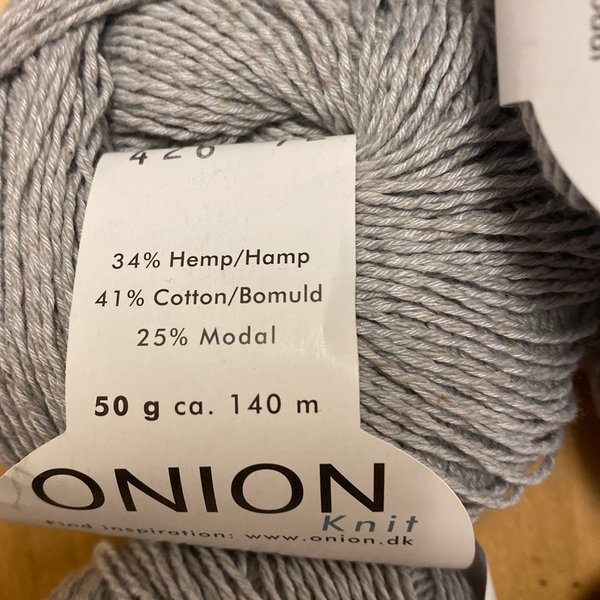 34% Hemp/Hamp
41% Cotton/Bomuld
25% Modal
50 g ca. 140 m
ONION
Knit
Find inspiration: www.onion.dk